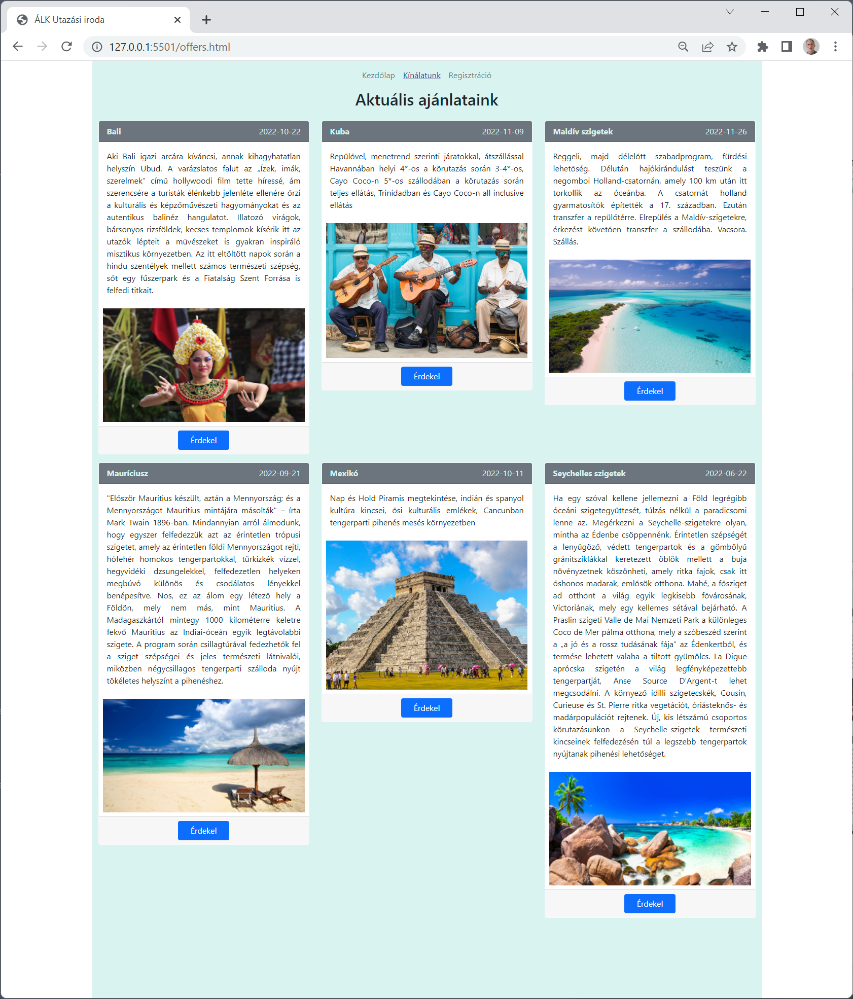 ÁLK Utazási iroda
127.0.0.1:5501/offers.html
Kezdőlap Kínálatunk Regisztráció
Aktuális ajánlataink
Bali 2022-10-22
Aki Bali igazi arcára kíváncsi, annak kihagyhatatlan
helyszín Ubud. A varázslatos falut az „Ízek, imák,
szerelmek” című hollywoodi film tette híressé, ám
szerencsére a turisták élénkebb jelenléte ellenére őrzi
a kulturális és képzőművészeti hagyományokat és az
autentikus balinéz hangulatot. Illatozó virágok,
bársonyos rizsföldek, kecses templomok kísérik itt az
utazók lépteit a művészeket is gyakran inspiráló
misztikus környezetben. Az itt eltöltött napok során a
hindu szentélyek mellett számos természeti szépség,
sőt egy fűszerpark és a Fiatalság Szent Forrása is
felfedi titkait.
Érdekel
Kuba 2022-11-09
Repülővel, menetrend szerinti járatokkal, átszállással
Havannában helyi 4*-os a körutazás során 3-4*-os,
Cayo Coco-n 5*-os szállodában a körutazás során
teljes ellátás, Trinidadban és Cayo Coco-n all inclusive
ellátás
Érdekel
Maldív szigetek 2022-11-26
Reggeli, majd délelőtt szabadprogram, fürdési
lehetőség. Délután hajókirándulást teszünk a
negomboi Holland-csatornán, amely 100 km után itt
torkollik az óceánba. A csatornát holland
gyarmatosítók építették a 17. században. Ezután
transzfer a repülőtérre. Elrepülés a Maldív-szigetekre,
érkezést követően transzfer a szállodába. Vacsora.
Szállás.
Érdekel
Mauríciusz 2022-09-21
"Először Mauritius készült, aztán a Mennyország; és a
Mennyországot Mauritius mintájára másolták" – írta
Mark Twain 1896-ban. Mindannyian arról álmodunk,
hogy egyszer felfedezzük azt az érintetlen trópusi
szigetet, amely az érintetlen földi Mennyországot rejti,
hófehér homokos tengerpartokkal, türkizkék vízzel,
hegyvidéki dzsungelekkel, felfedezetlen helyeken
megbúvó különös és csodálatos lényekkel
benépesítve. Nos, ez az álom egy létező hely a
Földön, mely nem más, mint Mauritius. A
Madagaszkártól mintegy 1000 kilométerre keletre
fekvő Mauritius az Indiai-óceán egyik legtávolabbi
szigete. A program során csillagtúrával fedezhetők fel
a sziget szépségei és jeles természeti látnivalói,
miközben négycsillagos tengerparti szálloda nyújt
tökéletes helyszínt a pihenéshez.
Érdekel
Mexikó 2022-10-11
Nap és Hold Piramis megtekintése, indián és spanyol
kultúra kincsei, ősi kulturális emlékek, Cancunban
tengerparti pihenés mesés környezetben
Érdekel
Seychelles szigetek 2022-06-22
Ha egy szóval kellene jellemezni a Föld legrégibb
óceáni szigetegyüttesét, túlzás nélkül a paradicsomi
lenne az. Megérkezni a Seychelle-szigetekre olyan,
mintha az Édenbe csöppennénk. Érintetlen szépségét
a lenyűgöző, védett tengerpartok és a gömbölyű
gránitsziklákkal keretezett öblök mellett a buja
növényzetnek köszönheti, amely ritka fajok, csak itt
őshonos madarak, emlősök otthona. Mahé, a fősziget
ad otthont a világ egyik legkisebb fővárosának,
Victoriának, mely egy kellemes sétával bejárható. A
Praslin szigeti Valle de Mai Nemzeti Park a különleges
Coco de Mer pálma otthona, mely a szóbeszéd szerint
a „a jó és a rossz tudásának fája” az Édenkertből, és
termése lehetett valaha a tiltott gyümölcs. La Digue
aprócska szigetén a világ legfényképezettebb
tengerpartját, Anse Source D’Argent-t lehet
megcsodálni. A környező idilli szigetecskék, Cousin,
Curieuse és St. Pierre ritka vegetációt, óriásteknős- és
madárpopulációt rejtenek. Új, kis létszámú csoportos
körutazásunkon a Seychelle-szigetek természeti
kincseinek felfedezésén túl a legszebb tengerpartok
nyújtanak pihenési lehetőséget.
Érdekel